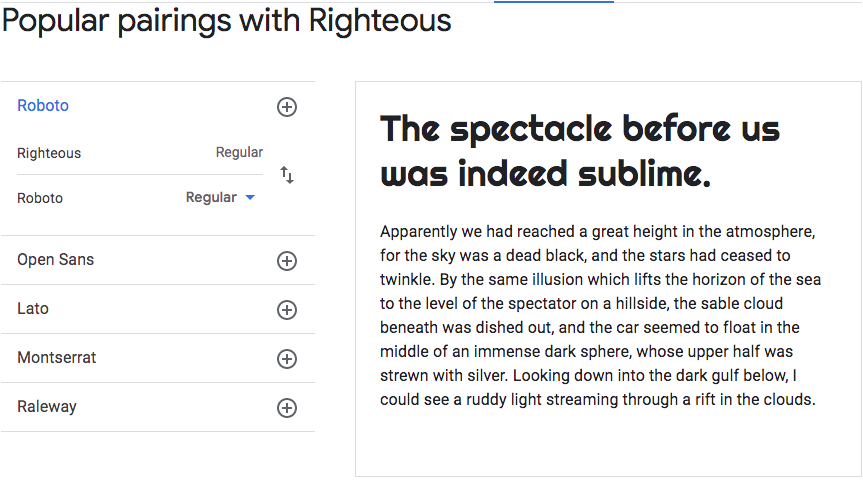 Popular pairings with Righteous
Roboto
Righteous Regular
Roboto Regular
Open Sans
Lato
Montserrat
Raleway
The spectacle before us
was indeed sublime.
Apparently we had reached a great height in the atmosphere,
for the sky was a dead black, and the stars had ceased to
twinkle. By the same illusion which lifts the horizon of the sea
to the level of the spectator on a hillside, the sable cloud
beneath was dished out, and the car seemed to float in the
middle of an immense dark sphere, whose upper half was
strewn with silver. Looking down into the dark gulf below, I
could see a ruddy light streaming through a rift in the clouds.